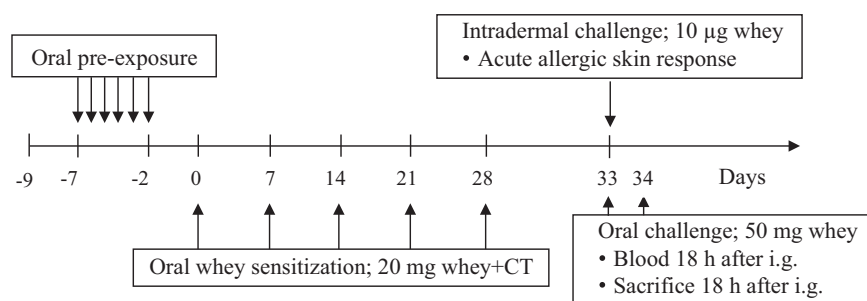 Intradermal challenge; 10 µg whey
• Acute allergic skin response
Oral pre-exposure
-9 -7 -2 0 7 14 21 28 33 34 Days
Oral whey sensitization; 20 mg whey+CT
Oral challenge; 50 mg whey
• Blood 18 h after i.g.
• Sacrifice 18 h after i.g.